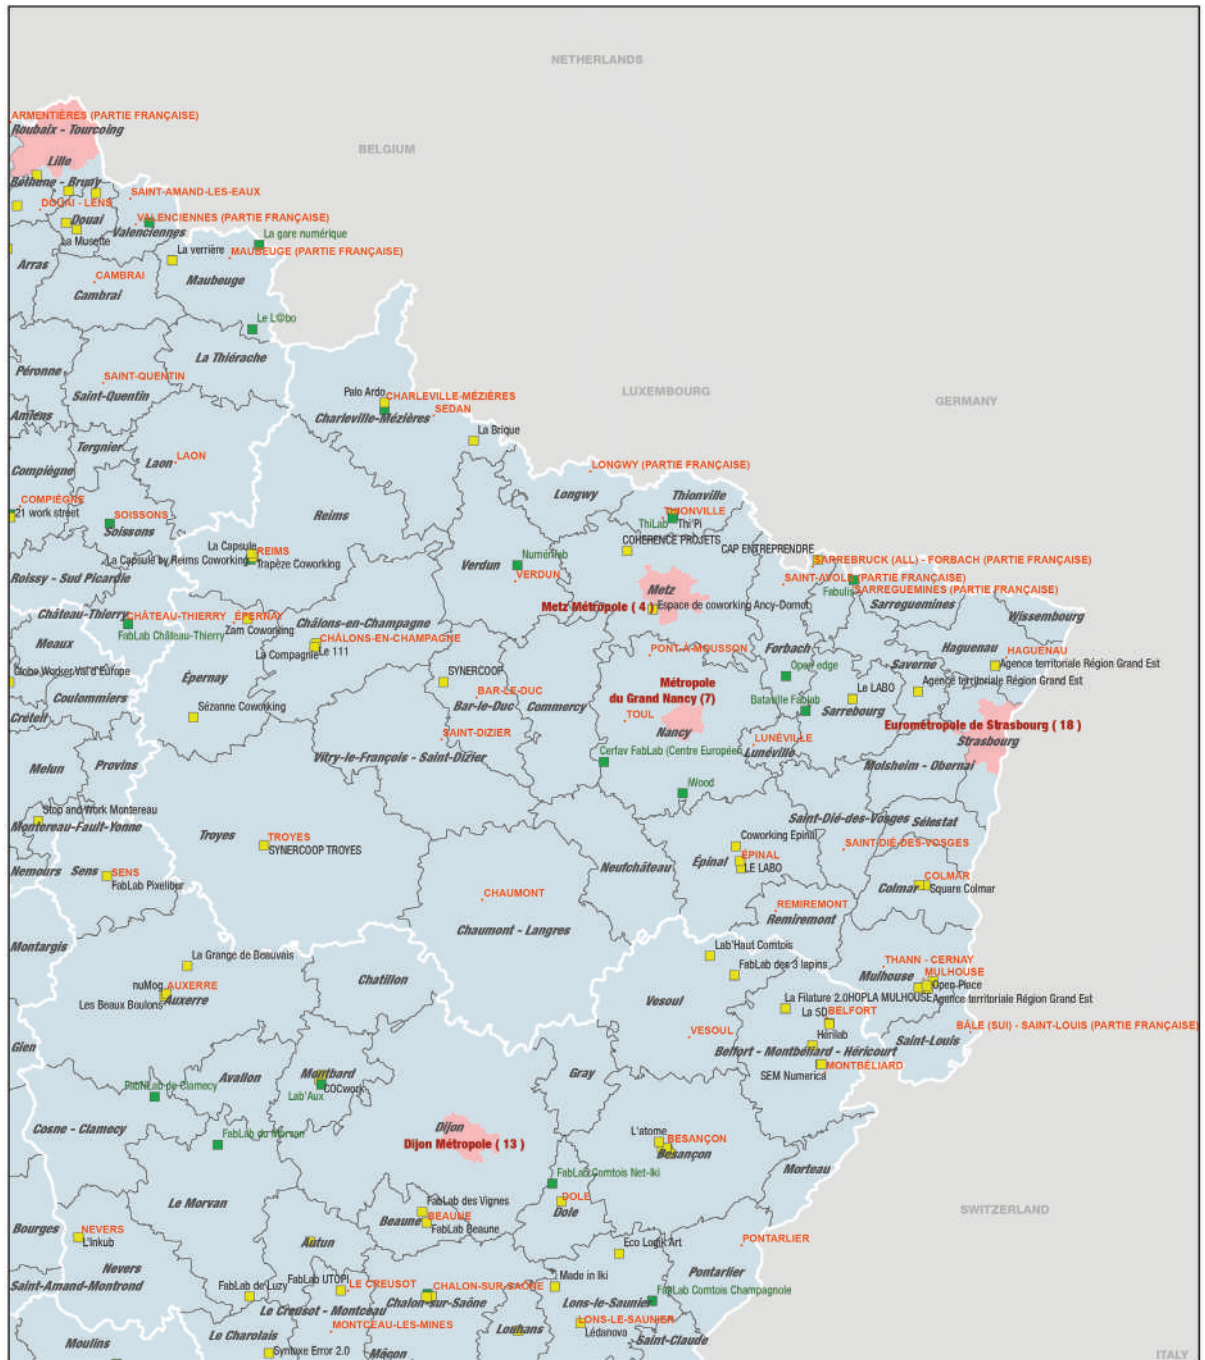 NETHERLANDS
ARMENTIÈRES (PARTIE FRANÇAISE)
Roubaix - Tourcoing
BELGIUM
Lille
Béthune - Bruay
SAINT-AMAND-LES-EAUX
DOUAI - LENS
Douai
VALENCIENNES (PARTIE FRANÇAISE)
Valenciennes
La gare numérique
La Musette
La verrière
MAUBEUGE (PARTIE FRANÇAISE)
Arras
CAMBRAI
Maubeuge
Cambrai
Le L@bo
La Thiérache
Péronne
SAINT-QUENTIN
Saint-Quentin
LUXEMBOURG
GERMANY
Palo Ardo
CHARLEVILLE-MÉZIÈRES
SEDAN
Amiens
Charleville-Mézières
La Brique
Tergnier
Laon
LAON
Compiègne
LONGWY (PARTIE FRANÇAISE)
COMPIÈGNE
Longwy
Thionville
21 work street
SOISSONS
Soissons
Reims
THIONVILLE
ThiLab
Thi Pi
COHERENCE PROJETS
CAP ENTREPRENDRE
La Capsule
REIMS
La Capsule by Reims Coworking
Trapèze Coworking
Numérifab
Verdun
VERDUN
SARREBRUCK (ALL) - FORBACH (PARTIE FRANÇAISE)
Roissy - Sud Picardie
SAINT-AVOLD (PARTIE FRANÇAISE)
Fabulis
SARREGUEMINES (PARTIE FRANÇAISE)
Metz
Metz Métropole ( 4 )
Espace de coworking Ancy-Dornot
Sarreguemines
Wissembourg
Château-Thierry
CHÂTEAU-THIERRY
ÉPERNAY
FabLab Château-Thierry
Zam Coworking
Châlons-en-Champagne
CHÂLONS-EN-CHAMPAGNE
La Compagnie
Le 111
Meaux
PONT-À-MOUSSON
Forbach
Haguenau
HAGUENAU
Agence territoriale Région Grand Est
Globe Worker Val d'Europe
Coulommiers
Épernay
SYNERCOOP
BAR-LE-DUC
Bar-le-Duc
Commercy
Métropole
du Grand Nancy (7)
Open edge
Saverne
Agence territoriale Région Grand Est
Le LABO
Bataville Fablab
Sarrebourg
Créteil
Sézanne Coworking
TOUL
Nancy
Eurométropole de Strasbourg ( 18 )
Strasbourg
SAINT-DIZIER
LUNÉVILLE
Lunéville
Cerfav FabLab (Centre Européen
Melun
Provins
Vitry-le-François - Saint-Dizier
Molsheim - Obernai
iWood
Stop and Work Montereau
Montereau-Fault-Yonne
Troyes
TROYES
SYNERCOOP TROYES
Saint-Dié-des-Vosges
Sélestat
Coworking Epinal
SAINT-DIÉ-DES-VOSGES
Épinal
ÉPINAL
LE LABO
Neufchâteau
Nemours
Sens
SENS
FabLab Pixelibur
COLMAR
Colmar
Square Colmar
CHAUMONT
REMIREMONT
Remiremont
Chaumont - Langres
Montargis
La Grange de Beauvais
Lab'Haut Comtois
FabLab des 3 lapins
THANN - CERNAY
Mulhouse
MULHOUSE
Open Place
Chatillon
nuMog
AUXERRE
Les Beaux Boulons
Auxerre
Vesoul
La Filature 2.0
HOPLA MULHOUSE
Agence territoriale Région Grand Est
La 5D
BELFORT
VESOUL
Hérilab
BÂLE (SUI) - SAINT-LOUIS (PARTIE FRANÇAISE)
Saint-Louis
Gien
Belfort - Montbéliard - Héricourt
SEM Numerica
MONTBÉLIARD
Avallon
Montbard
COCwork
Lab'Aux
Gray
FabNLab de Clamecy
Cosne - Clamecy
FabLab du Morvan
Dijon
Dijon Métropole ( 13 )
L'atome
BESANÇON
Besançon
Morteau
FabLab Comtois Net-Iki
Le Morvan
FabLab des Vignes
Beaune
BEAUNE
FabLab Beaune
DOLE
Dole
SWITZERLAND
Bourges
NEVERS
L'Inkub
Autun
Eco Logik Art
PONTARLIER
Nevers
Pontarlier
Saint-Amand-Montrond
FabLab de Luzy
FabLab UTOPI
LE CREUSOT
CHALON-SUR-SAÔNE
Made in Iki
FabLab Comtois Champagnole
Le Creusot - Montceau
Chalon-sur-Saône
Lons-le-Saunier
MONTCEAU-LES-MINES
LONS-LE-SAUNIER
Lédanova
Louhans
Le Charolais
Saint-Claude
Moulins
Syntaxe Error 2.0
Mâcon
ITALY